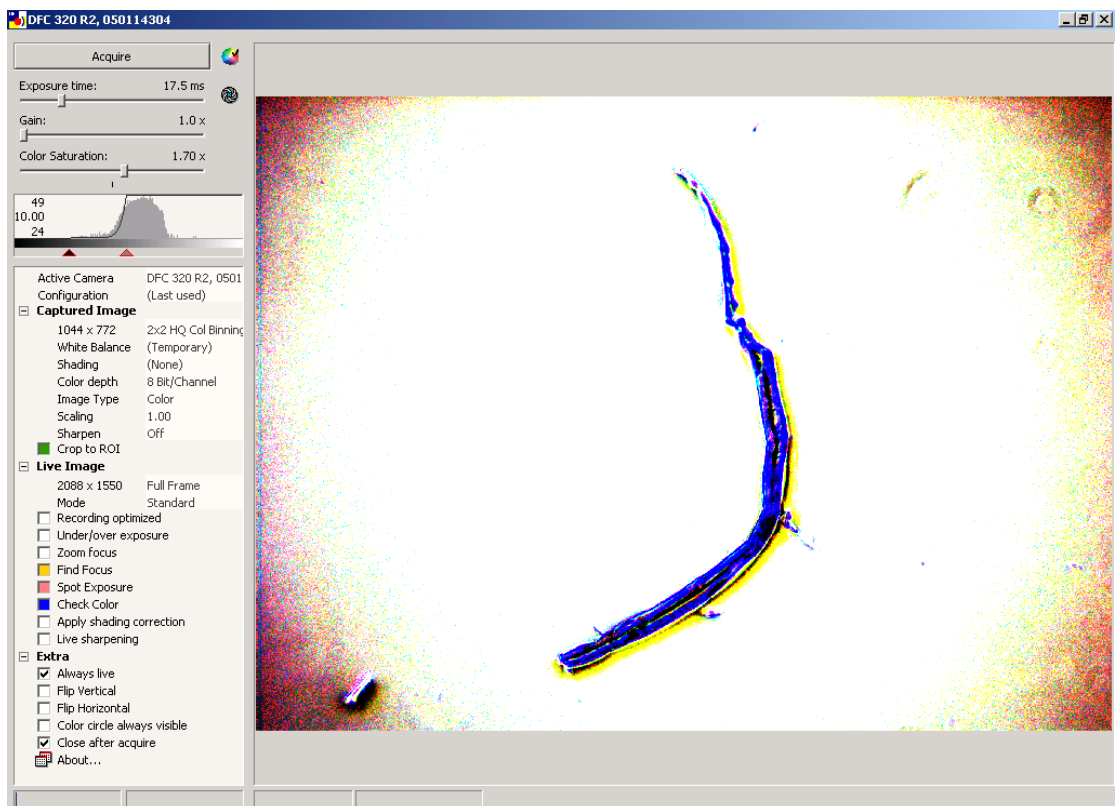 DFC 320 R2, 050114304
Acquire
Exposure time: 17.5 ms
Gain: 1.0 x
Color Saturation: 1.70 x
49
10.00
24
Active Camera DFC 320 R2, 0501
Configuration (Last used)
Captured Image
1044 x 772 2x2 HQ Col Binning
White Balance (Temporary)
Shading (None)
Color depth 8 Bit/Channel
Image Type Color
Scaling 1.00
Sharpen Off
Crop to ROI
Live Image
2088 x 1550 Full Frame
Mode Standard
Recording optimized
Under/over exposure
Zoom focus
Find Focus
Spot Exposure
Check Color
Apply shading correction
Live sharpening
Extra
Always live
Flip Vertical
Flip Horizontal
Color circle always visible
Close after acquire
About...